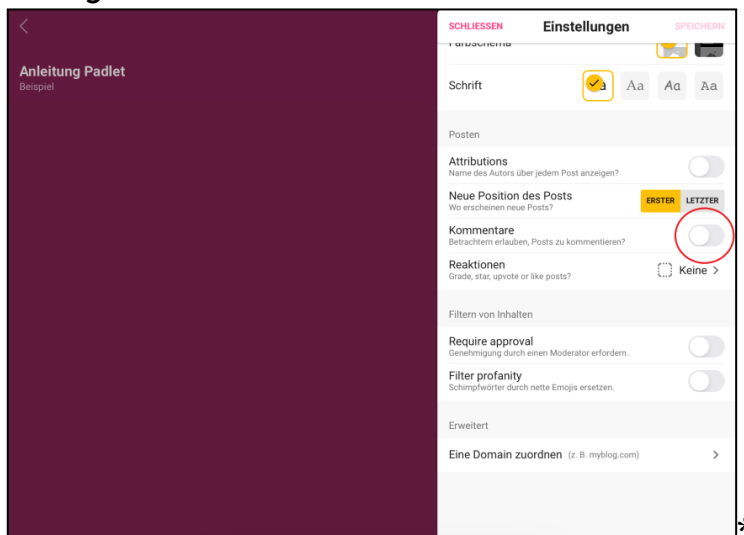 SCHLIESSEN Einstellungen SPEICHERN
Anleitung Padlet
Beispiel
Farbschema
Schrift Aa Aa Aa
Posten
Attributions
Name des Autors über jedem Post anzeigen?
Neue Position des Posts
Wo erscheinen neue Posts?
ERSTER LETZTER
Kommentare
Betrachtern erlauben, Posts zu kommentieren?
Reaktionen
Grade, star, upvote or like posts?
Keine >
Filtern von Inhalten
Require approval
Genehmigung durch einen Moderator erfordern.
Filter profanity
Schimpfwörter durch nette Emojis ersetzen.
Erweitert
Eine Domain zuordnen (z. B. myblog.com) >